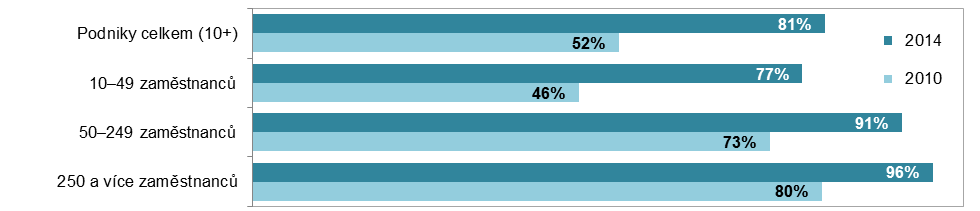 Podniky celkem (10+)
81%
52%
2014
10–49 zaměstnanců
77%
46%
2010
50–249 zaměstnanců
91%
73%
250 a více zaměstnanců
96%
80%